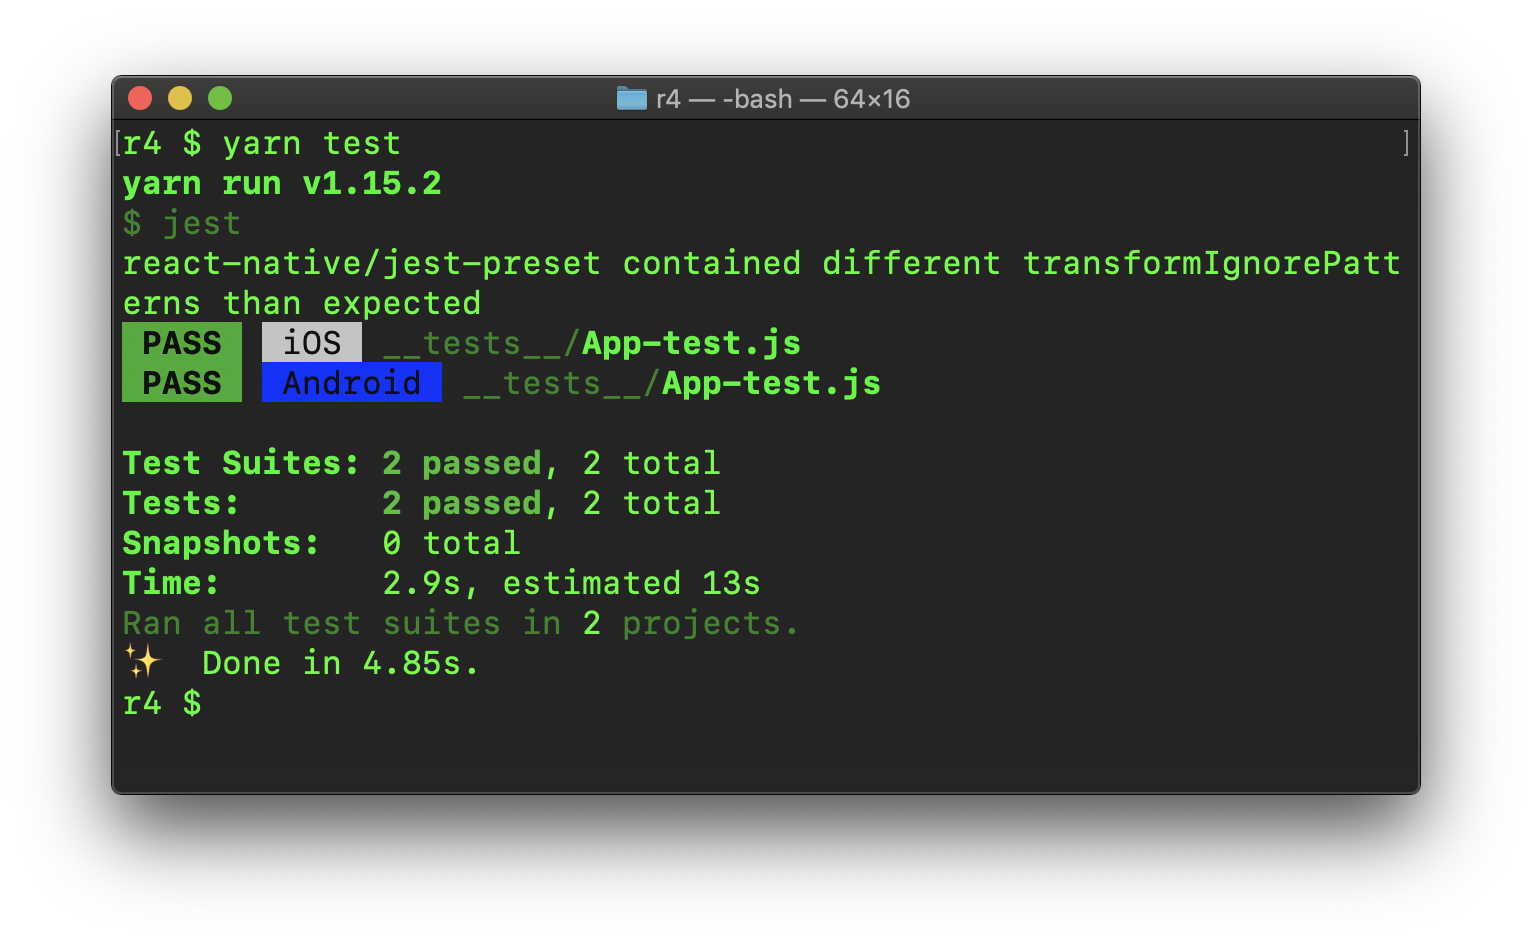 r4 — -bash — 64×16
[r4 $ yarn test ]
yarn run v1.15.2
$ jest
react-native/jest-preset contained different transformIgnorePatt
erns than expected
PASS iOS __tests__/App-test.js
PASS Android __tests__/App-test.js
Test Suites: 2 passed, 2 total
Tests: 2 passed, 2 total
Snapshots: 0 total
Time: 2.9s, estimated 13s
Ran all test suites in 2 projects.
✨ Done in 4.85s.
r4 $